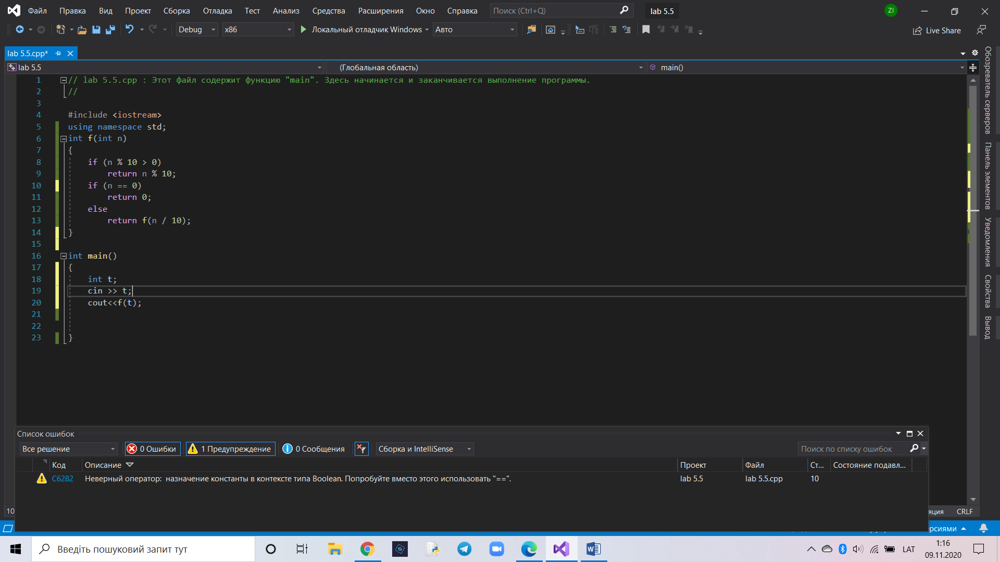 Файл Правка Вид Проект Сборка Отладка Тест Анализ Средства Расширения Окно Справка Поиск (Ctrl+Q) lab 5.5 ZI
Debug x86 Локальный отладчик Windows Авто Live Share
lab 5.5.cpp*
lab 5.5 (Глобальная область) main()
1 // lab 5.5.cpp : Этот файл содержит функцию "main". Здесь начинается и заканчивается выполнение программы.
2 //
3
4 #include <iostream>
5 using namespace std;
6 int f(int n)
7 {
8 if (n % 10 > 0)
9 return n % 10;
10 if (n == 0)
11 return 0;
12 else
13 return f(n / 10);
14 }
15
16 int main()
17 {
18 int t;
19 cin >> t;
20 cout<<f(t);
21
22
23 }
Обозреватель серверов
Панель элементов
Уведомления
Свойства
Вывод
Список ошибок
Все решение 0 Ошибки 1 Предупреждение 0 Сообщения Сборка и IntelliSense Поиск по списку ошибок
Код Описание Проект Файл Ст... Состояние подавл...
C6282 Неверный оператор: назначение константы в контексте типа Boolean. Попробуйте вместо этого использовать "==". lab 5.5 lab 5.5.cpp 10
10 яция CRLF
рсиями
Введіть пошуковий запит тут LAT 1:16
09.11.2020